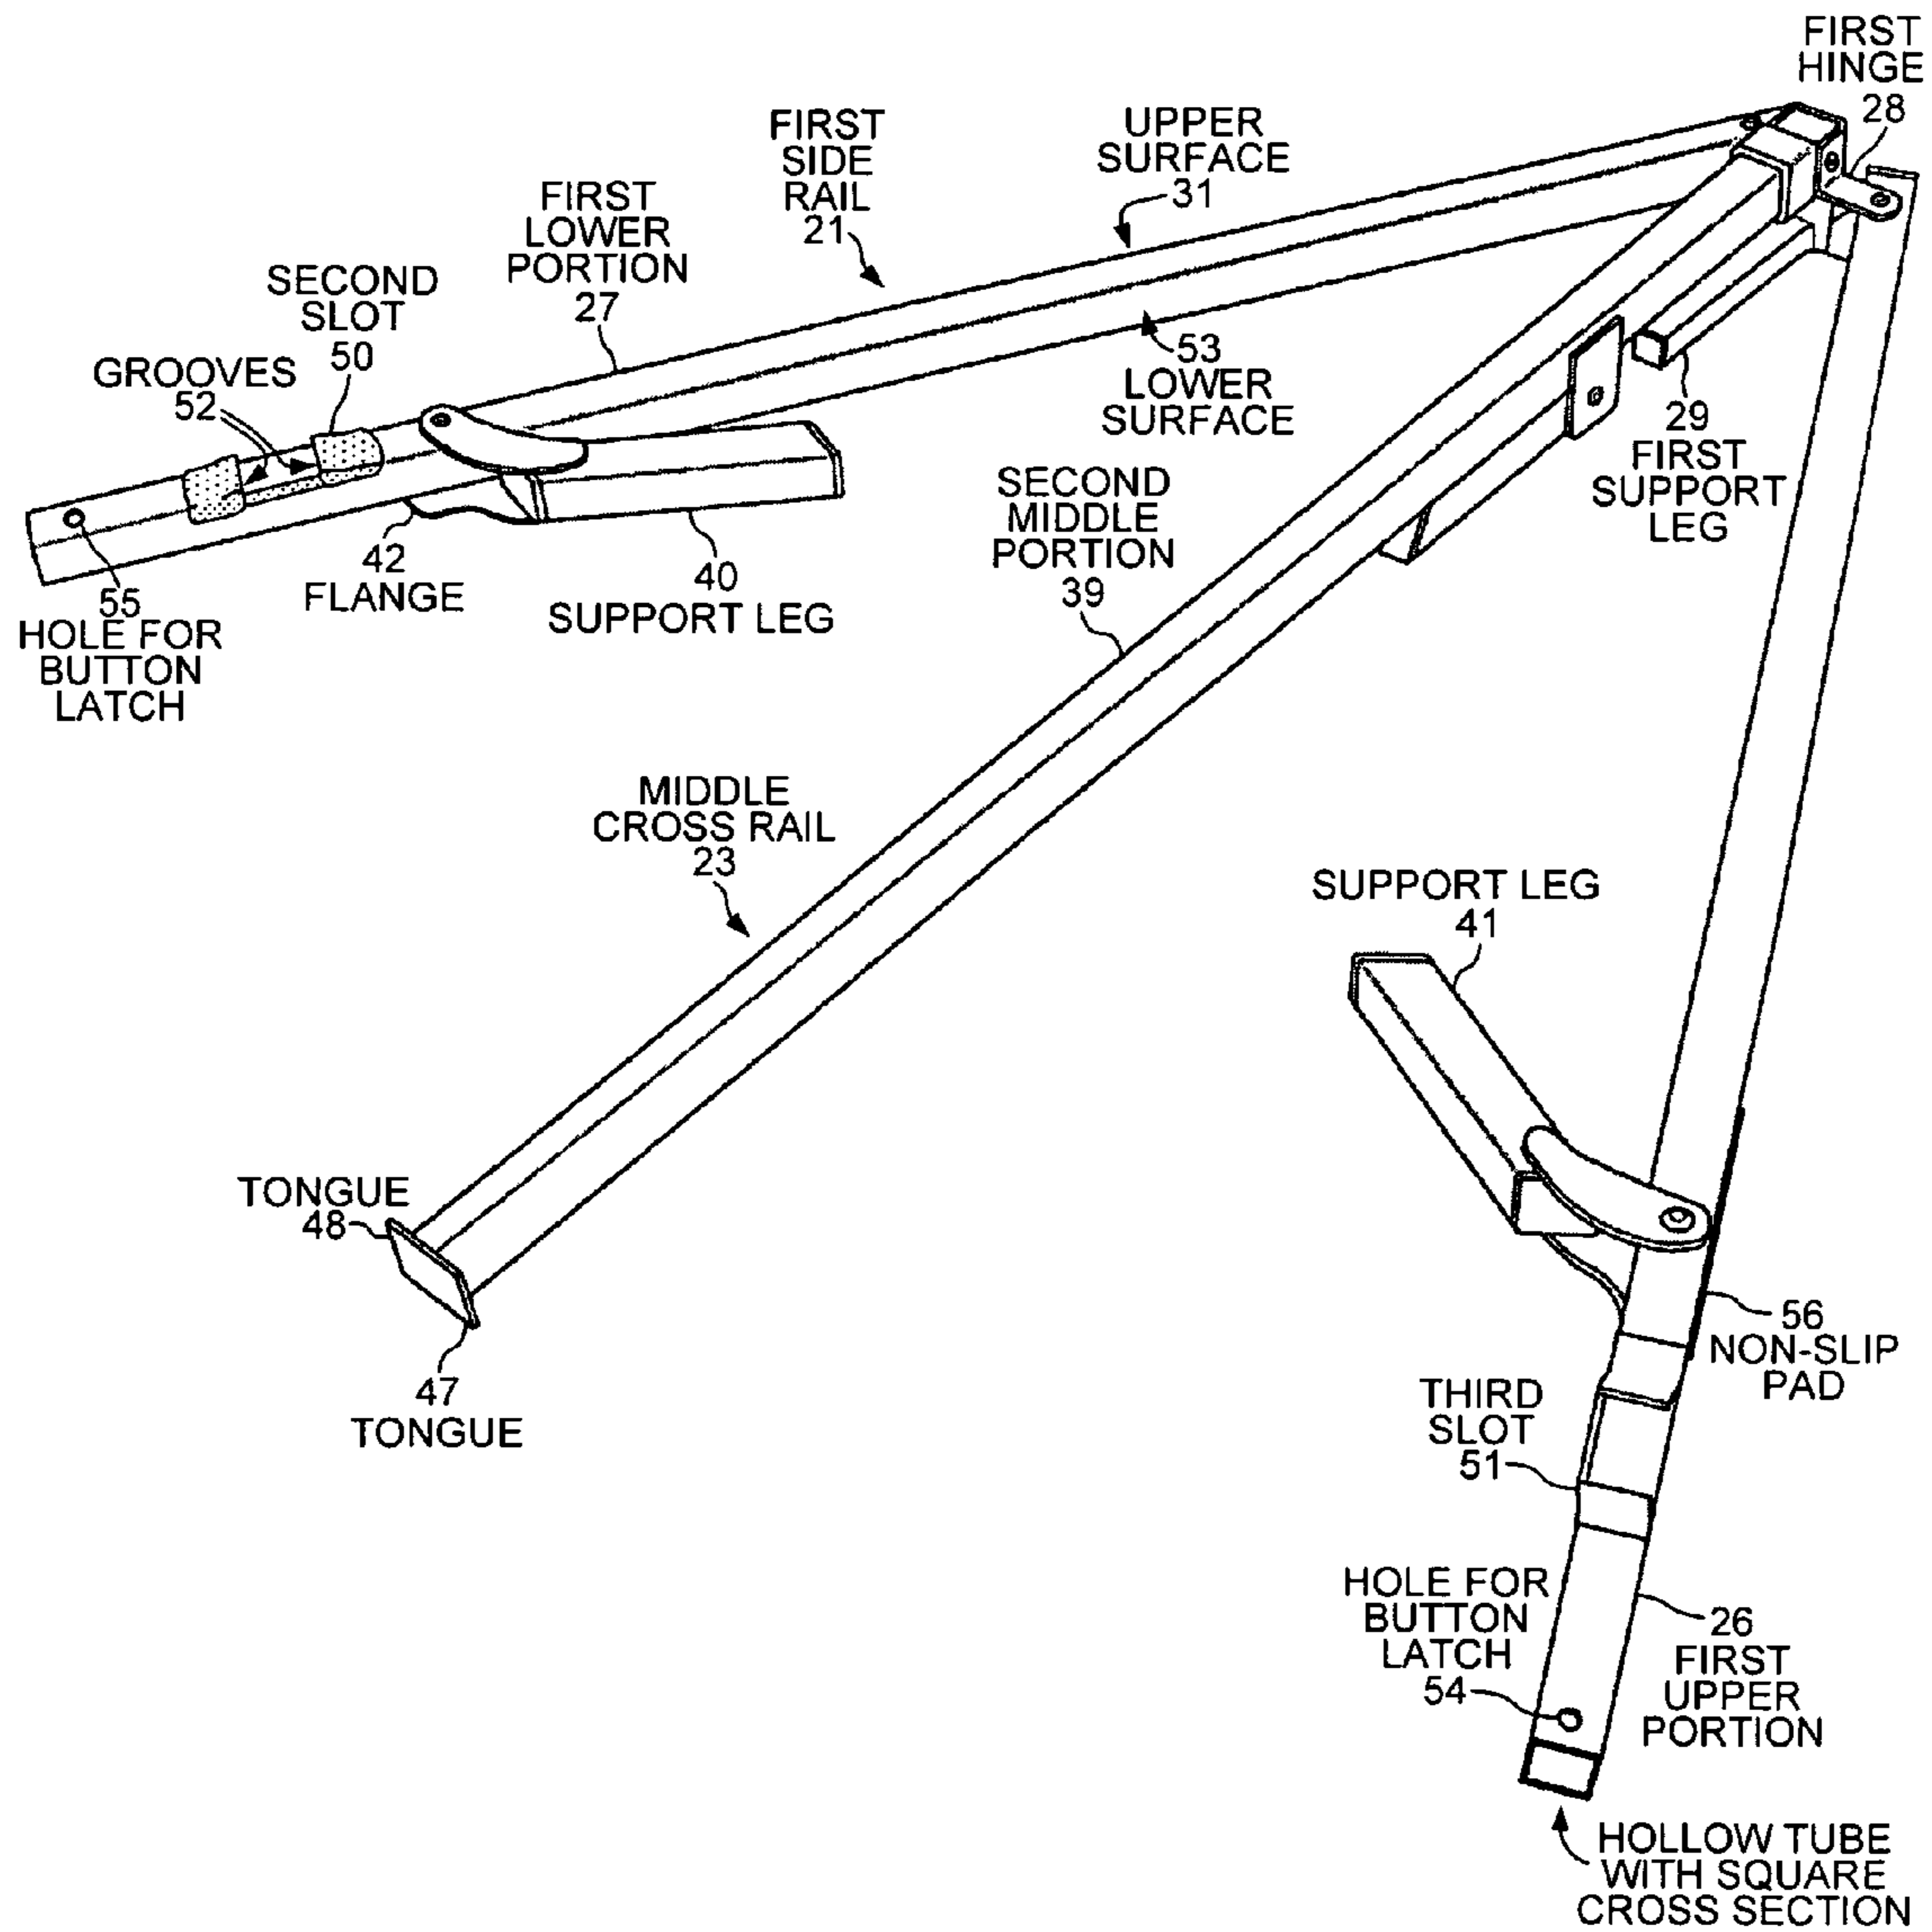 FIRST
HINGE
28
FIRST
SIDE
RAIL
21
UPPER
SURFACE
31
FIRST
LOWER
PORTION
27
SECOND
SLOT
50
GROOVES
52
53
LOWER
SURFACE
29
FIRST
SUPPORT
LEG
SECOND
MIDDLE
PORTION
39
42
FLANGE
40
SUPPORT LEG
55
HOLE FOR
BUTTON
LATCH
MIDDLE
CROSS RAIL
23
SUPPORT LEG
41
TONGUE
48
47
TONGUE
56
NON-SLIP
PAD
THIRD
SLOT
51
HOLE FOR
BUTTON
LATCH
54
26
FIRST
UPPER
PORTION
HOLLOW TUBE
WITH SQUARE
CROSS SECTION